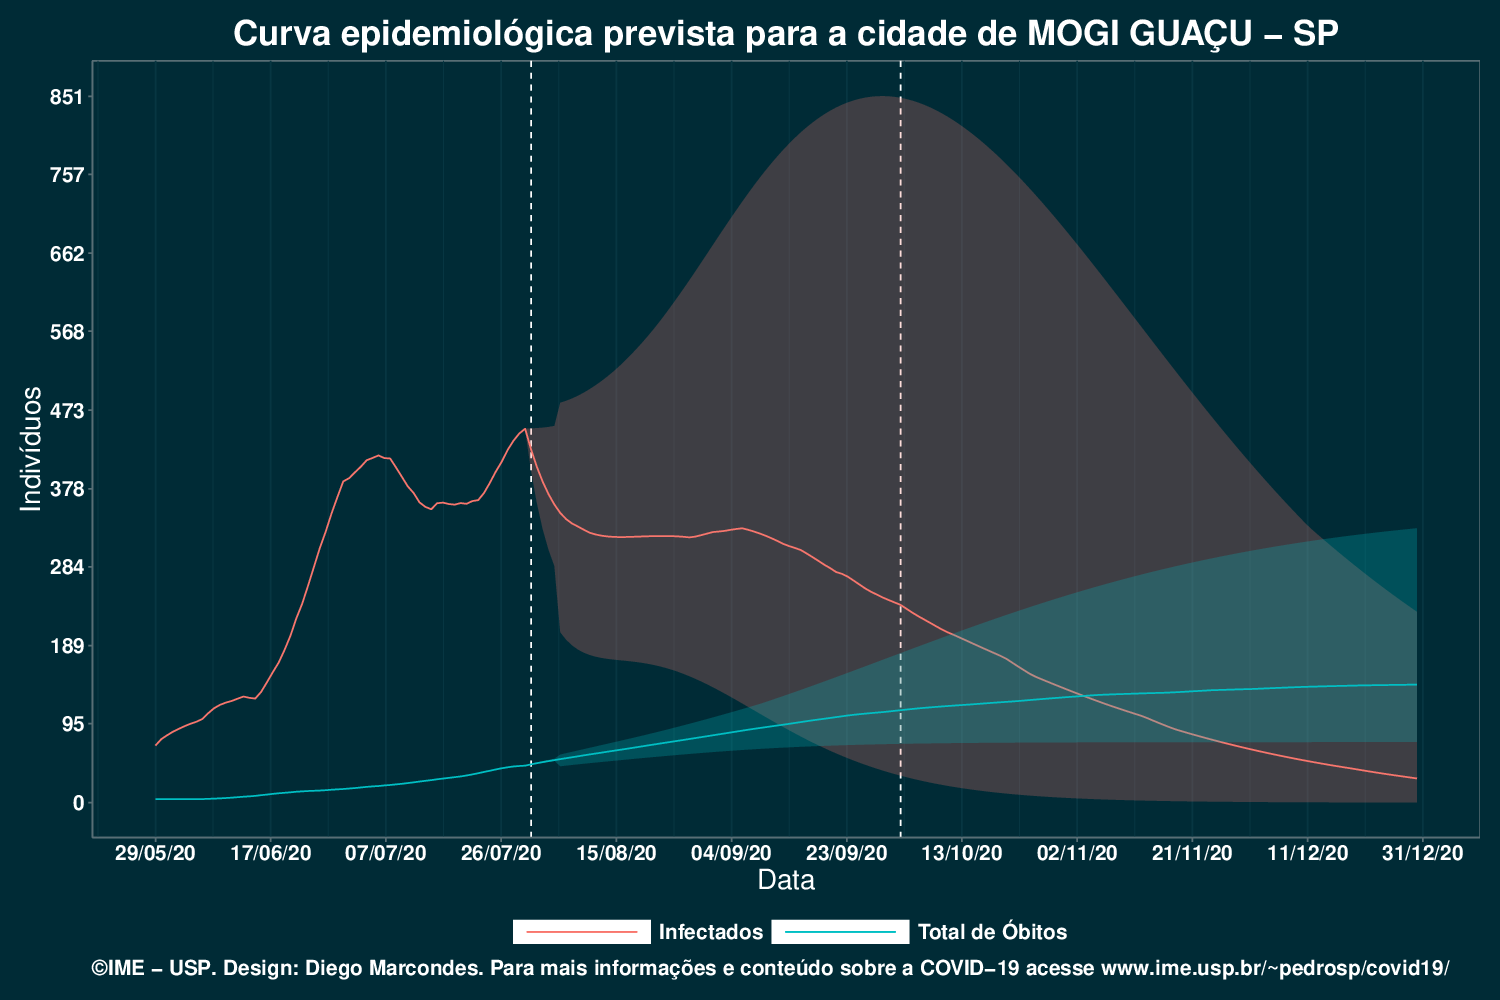 Curva epidemiológica prevista para a cidade de MOGI GUAÇU – SP
Indivíduos
851
757
662
568
473
378
284
189
95
0
29/05/20 17/06/20 07/07/20 26/07/20 15/08/20 04/09/20 23/09/20 13/10/20 02/11/20 21/11/20 11/12/20 31/12/20
Data
Infectados Total de Óbitos
©IME – USP. Design: Diego Marcondes. Para mais informações e conteúdo sobre a COVID–19 acesse www.ime.usp.br/~pedrosp/covid19/